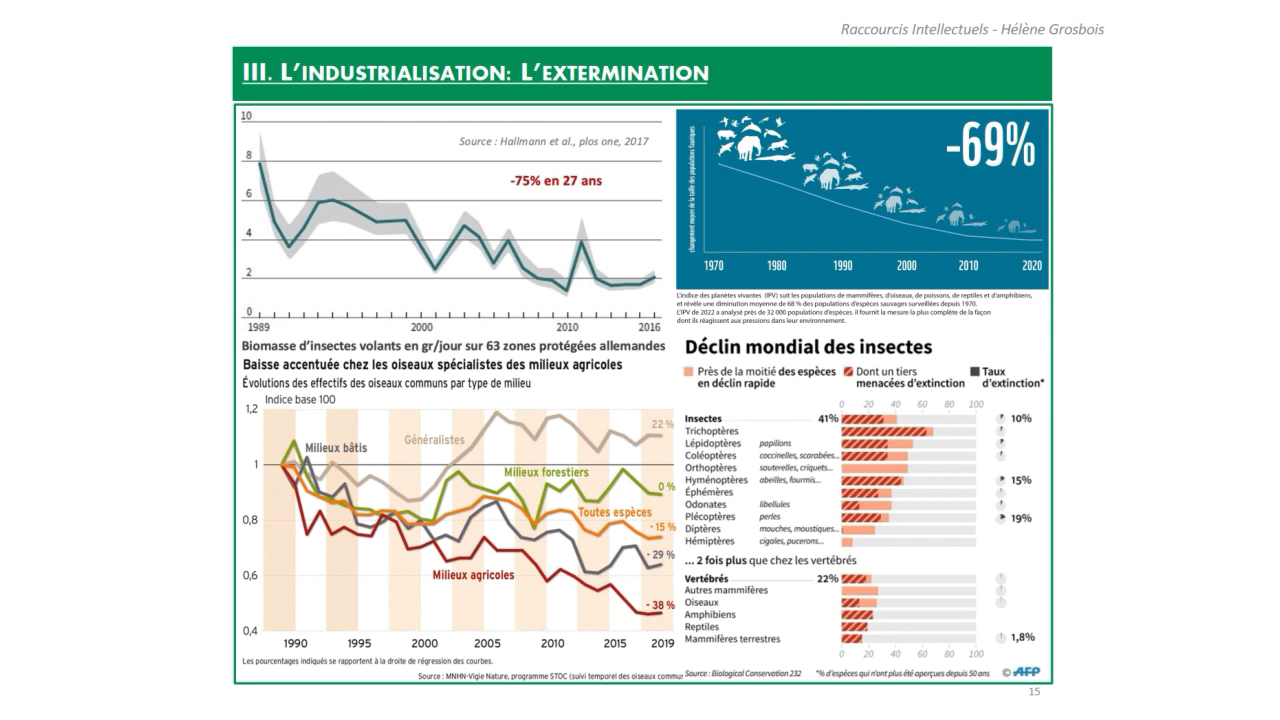 Raccourcis Intellectuels - Hélène Grosbois
III. L'industrialisation: L'extermination
10
8
6
4
2
0
Source : Hallmann et al., plos one, 2017
-75% en 27 ans
1989
2000
2010
2016
Biomasse d'insectes volants en gr/jour sur 63 zones protégées allemandes
changement moyen de la taille des populations fauniques
-69%
1970 1980 1990 2000 2010 2020
L'indice des planètes vivantes (IPV) suit les populations de mammifères, d'oiseaux, de poissons, de reptiles et d'amphibiens,
et révèle une diminution moyenne de 68 % des populations d'espèces sauvages surveillées depuis 1970.
L'IPV de 2022 a analysé près de 32 000 populations d'espèces. il fournit la mesure la plus complète de la façon
dont ils réagissent aux pressions dans leur environnement.
Baisse accentuée chez les oiseaux spécialistes des milieux agricoles
Évolutions des effectifs des oiseaux communs par type de milieu
Indice base 100
1,2
1
0,8
0,6
0,4
Milieux bâtis
Généralistes
22 %
Milieux forestiers
0 %
Toutes espèces
- 15 %
- 29 %
Milieux agricoles
- 38 %
1990 1995 2000 2005 2010 2015 2019
Les pourcentages indiqués se rapportent à la droite de régression des courbes.
Source : MNHN-Vigie Nature, programme STOC (suivi temporel des oiseaux commu
Déclin mondial des insectes
Près de la moitié des espèces
en déclin rapide
Dont un tiers
menacées d'extinction
Taux
d'extinction*
0 20 40 60 80 100
Insectes 41% 10%
Trichoptères
Lépidoptères papillons
Coléoptères coccinelles, scarabées...
Orthoptères sauterelles, criquets...
Hyménoptères abeilles, fourmis... 15%
Éphémères
Odonates libellules
Plécoptères perles 19%
Diptères mouches, moustiques...
Hémiptères cigales, pucerons...
... 2 fois plus que chez les vertébrés
Vertébrés 22%
Autres mammifères
Oiseaux
Amphibiens
Reptiles
Mammifères terrestres 1,8%
0 20 40 60 80 100
Source : Biological Conservation 232
*% d'espèces qui n'ont plus été aperçues depuis 50 ans
© AFP
15